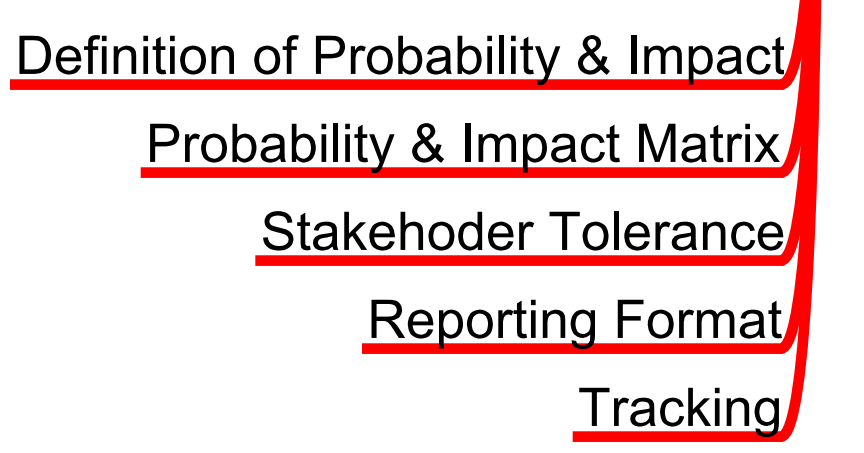 Definition of Probability & Impact
Probability & Impact Matrix
Stakehoder Tolerance
Reporting Format
Tracking